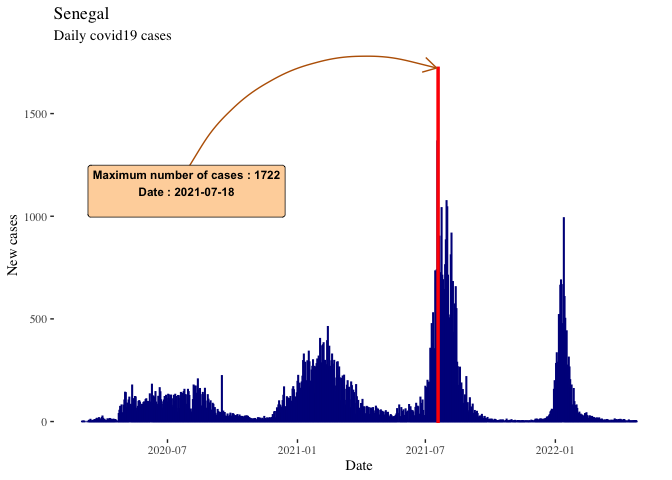 Senegal
Daily covid19 cases
1500
Maximum number of cases : 1722
Date : 2021-07-18
1000
New cases
500
0
2020-07
2021-01
2021-07
2022-01
Date